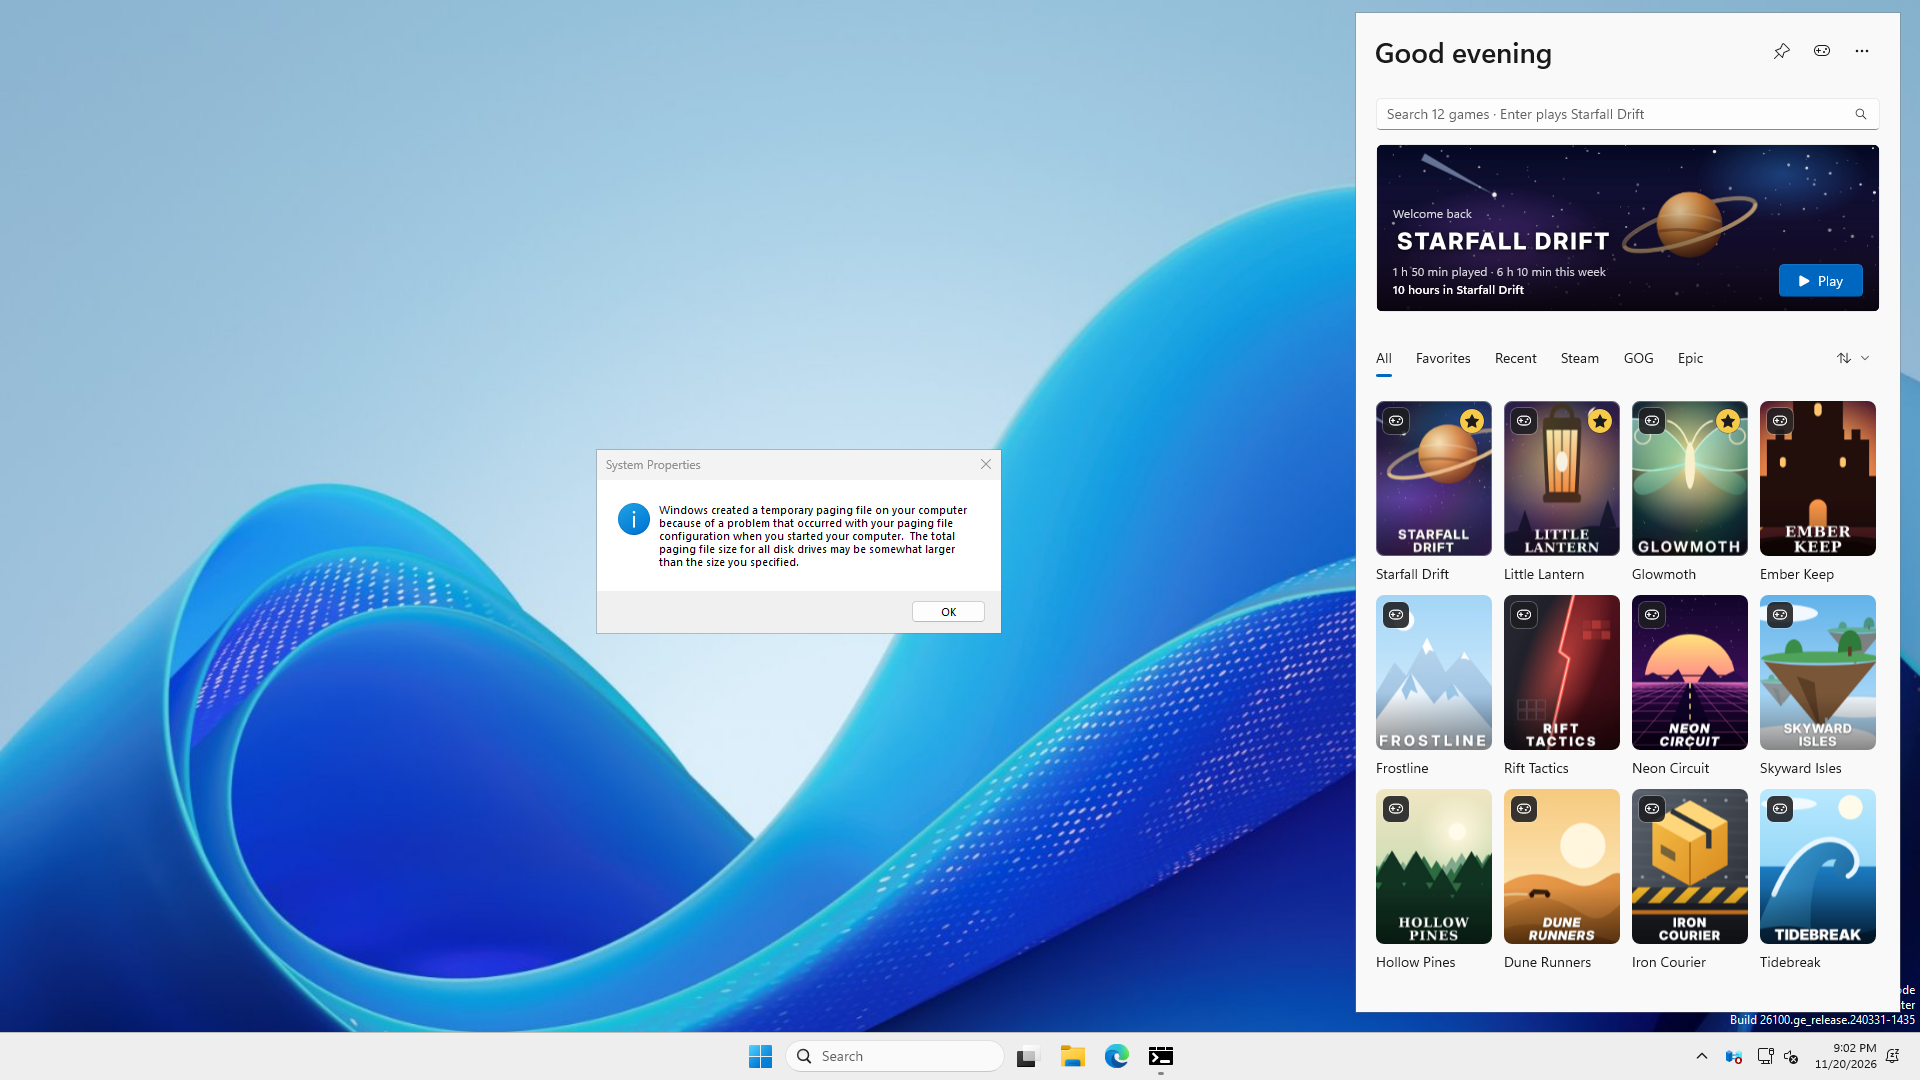 Good evening
Search 12 games · Enter plays Starfall Drift
Welcome back
STARFALL DRIFT
1 h 50 min played · 6 h 10 min this week
10 hours in Starfall Drift
Play
All
Favorites
Recent
Steam
GOG
Epic
STARFALL
DRIFT
LITTLE
LANTERN
GLOWMOTH
EMBER
KEEP
Starfall Drift
Little Lantern
Glowmoth
Ember Keep
FROSTLINE
RIFT
TACTICS
NEON
CIRCUIT
SKYWARD
ISLES
Frostline
Rift Tactics
Neon Circuit
Skyward Isles
HOLLOW
PINES
DUNE
RUNNERS
IRON
COURIER
TIDEBREAK
Hollow Pines
Dune Runners
Iron Courier
Tidebreak
System Properties
Windows created a temporary paging file on your computer
because of a problem that occurred with your paging file
configuration when you started your computer.  The total
paging file size for all disk drives may be somewhat larger
than the size you specified.
OK
Build 26100.ge_release.240331-1435
Search
9:02 PM
11/20/2026